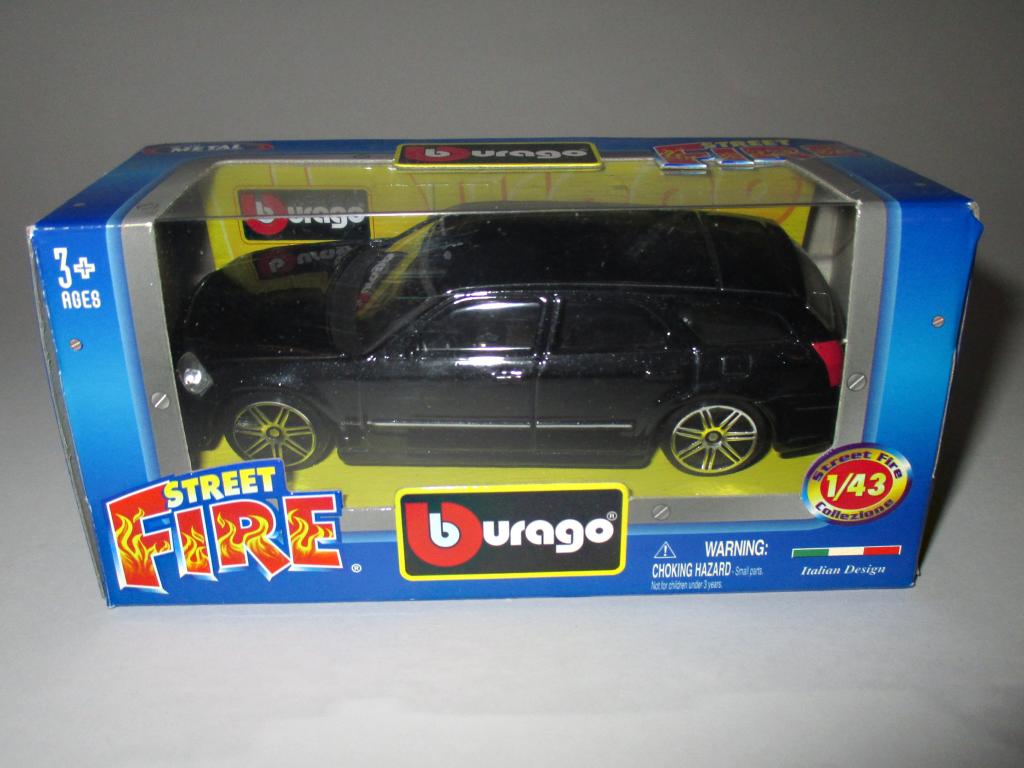 METAL
burago
STREET
FIRE
burago
3+
AGES
STREET
FIRE ®
burago®
Street Fire
1/43
Collezione
WARNING:
CHOKING HAZARD - Small parts.
Not for children under 3 years.
Italian Design